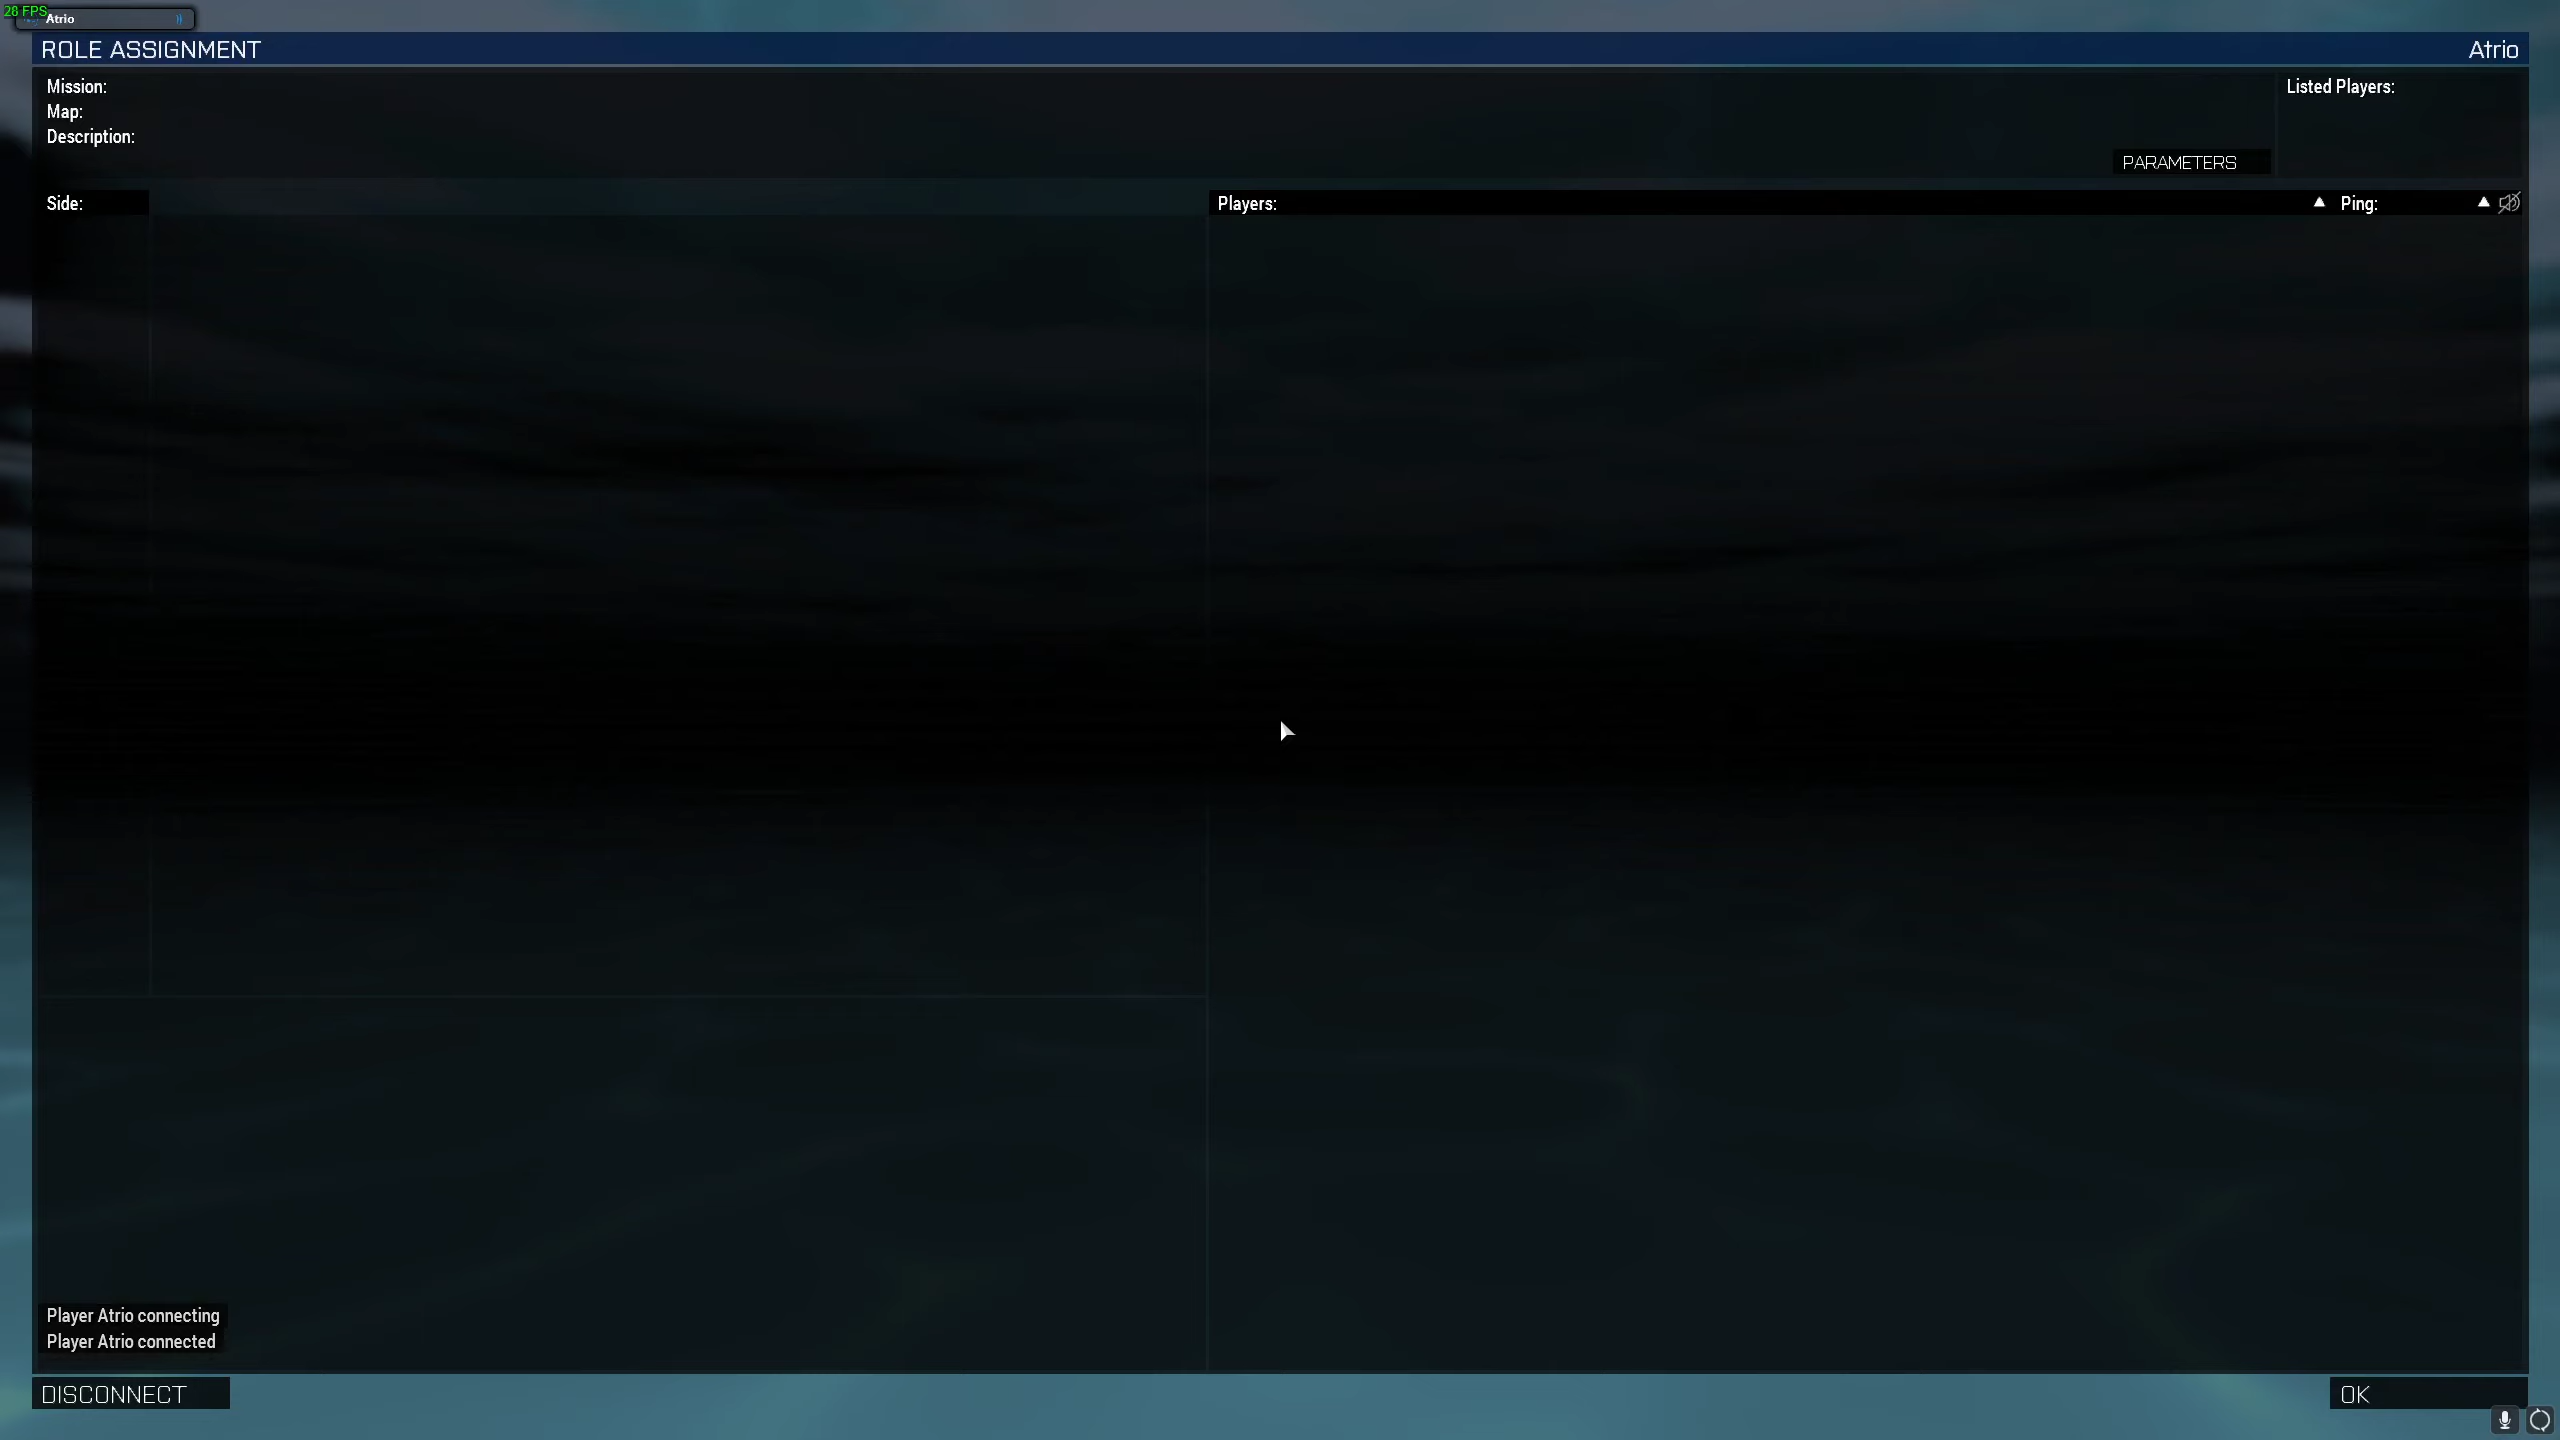 28 FPS
Atrio
ROLE ASSIGNMENT
Atrio
Mission:
Map:
Description:
Listed Players:
PARAMETERS
Side:
Players:
Ping:
Player Atrio connecting
Player Atrio connected
DISCONNECT
OK